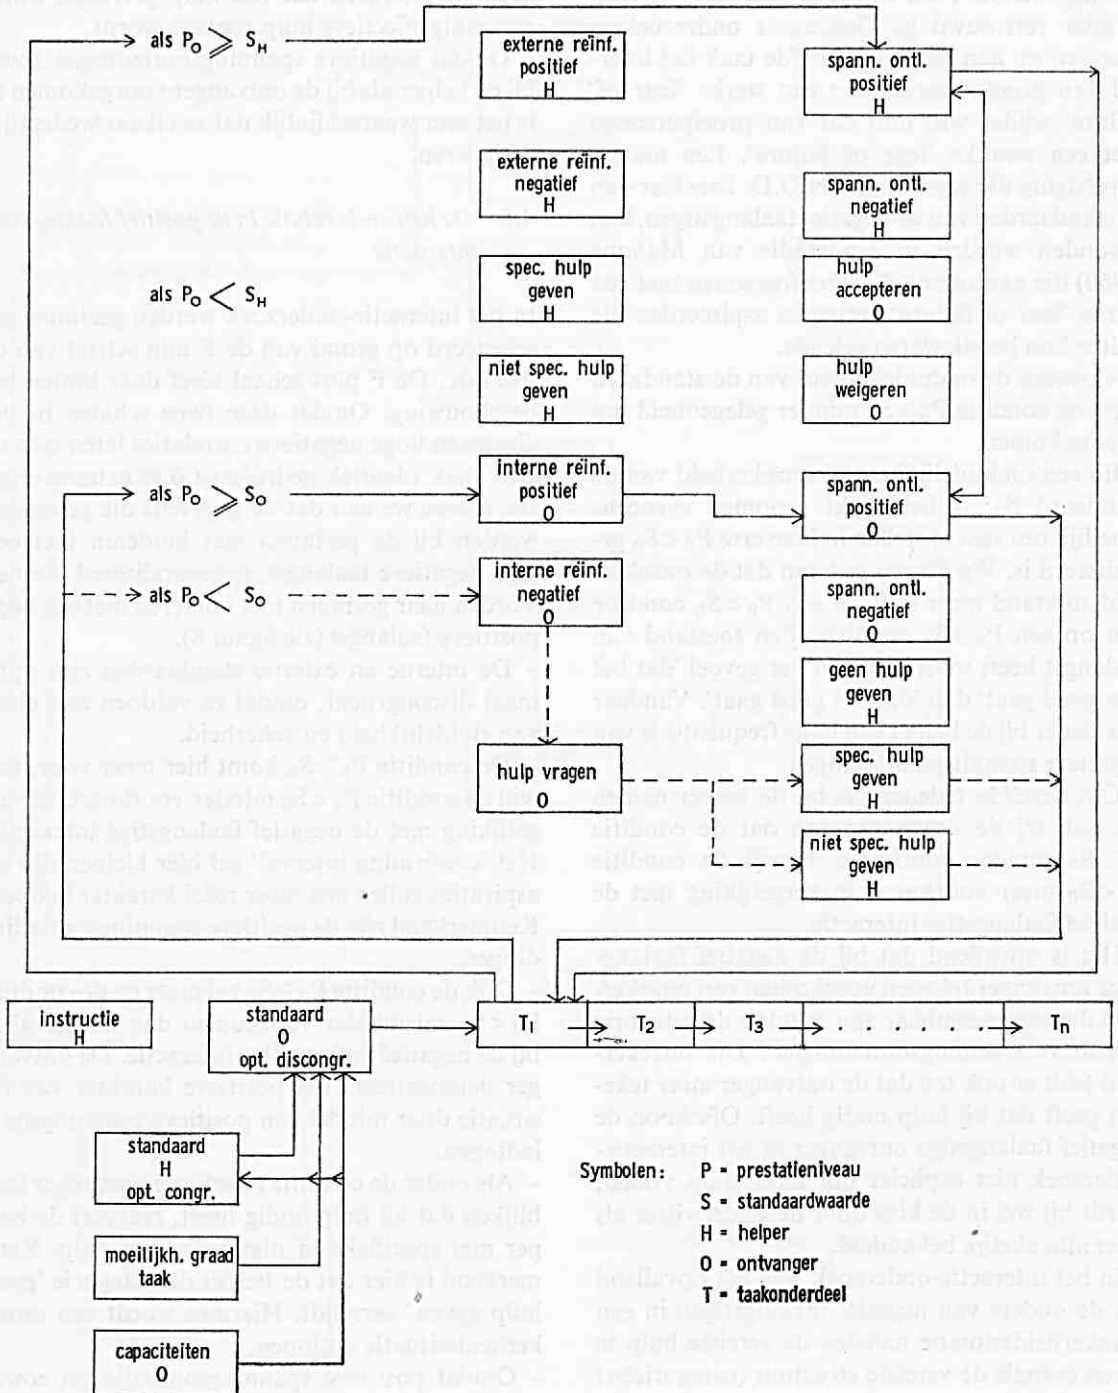 als P_O ⩾ S_H
externe reïnf.
positief
H
spann. ontl.
positief
H
externe reïnf.
negatief
H
spann. ontl.
negatief
H
als P_O < S_H
spec. hulp
geven
H
hulp
accepteren
O
niet spec. hulp
geven
H
hulp
weigeren
O
als P_O ⩾ S_O
interne reïnf.
positief
O
spann. ontl.
positief
O
als P_O < S_O
interne reïnf.
negatief
O
spann. ontl.
negatief
O
geen hulp
geven
H
hulp vragen
O
spec. hulp
geven
H
niet spec. hulp
geven
H
instructie
H
standaard
O
opt. discongr.
T1
T2
T3
Tn
standaard
H
opt. congr.
moeilijkh. graad
taak
capaciteiten
O
Symbolen: P = prestatieniveau
S = standaardwaarde
H = helper
O = ontvanger
T = taakonderdeel